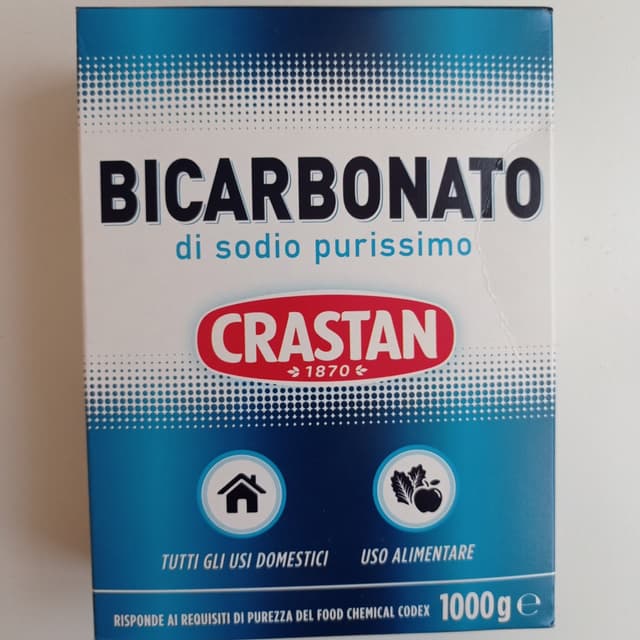 BICARBONATO
di sodio purissimo
CRASTAN
1870
TUTTI GLI USI DOMESTICI USO ALIMENTARE
RISPONDE AI REQUISITI DI PUREZZA DEL FOOD CHEMICAL CODEX 1000g ℮